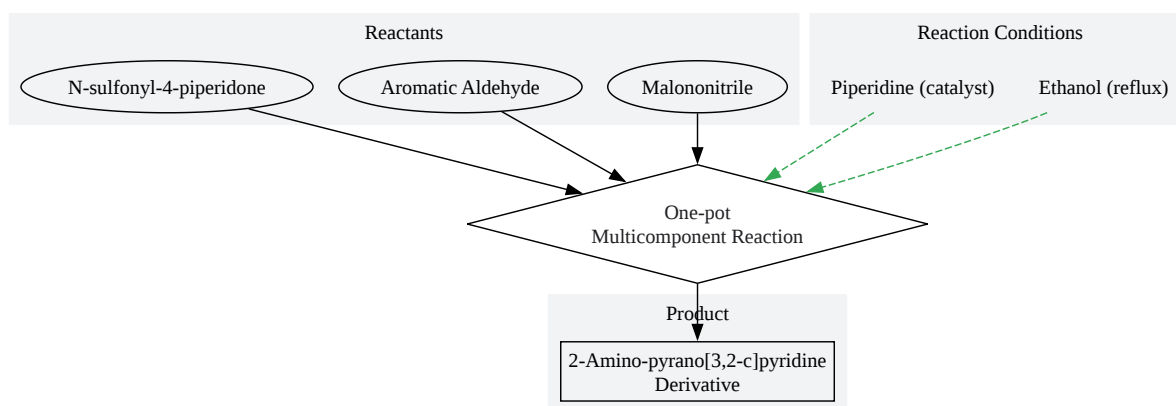 Reactants
Reaction Conditions
N-sulfonyl-4-piperidone
Aromatic Aldehyde
Malononitrile
Piperidine (catalyst)
Ethanol (reflux)
One-pot
Multicomponent Reaction
Product
2-Amino-pyrano[3,2-c]pyridine
Derivative